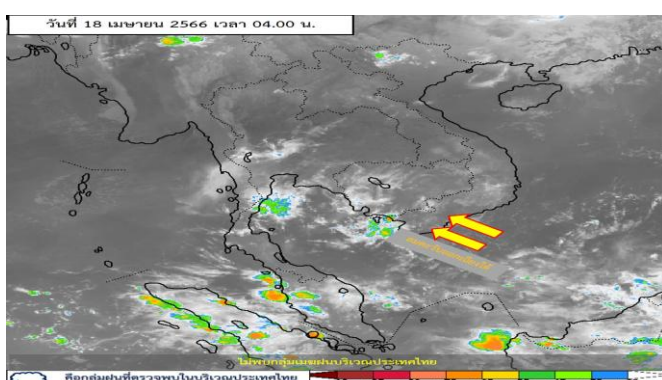 วันที่ 18 เมษายน 2566 เวลา 04.00 น.
ไม่พบกลุ่มเมฆฝนบริเวณประเทศไทย
คือกลุ่มฝนที่ตรวจพบในบริเวณประเทศไทย